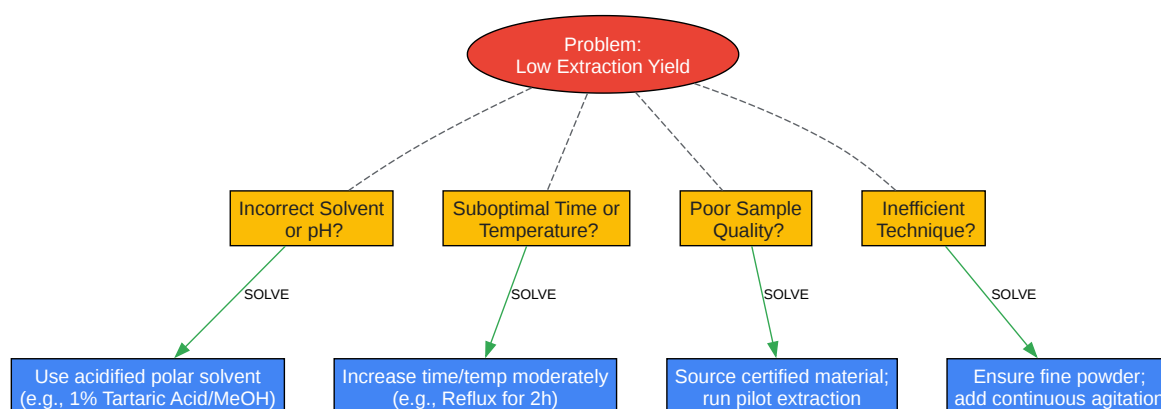 Problem:
Low Extraction Yield
Incorrect Solvent
or pH?
Suboptimal Time or
Temperature?
Poor Sample
Quality?
Inefficient
Technique?
SOLVE
SOLVE
SOLVE
SOLVE
Use acidified polar solvent
(e.g., 1% Tartaric Acid/MeOH)
Increase time/temp moderately
(e.g., Reflux for 2h)
Source certified material;
run pilot extraction
Ensure fine powder;
add continuous agitation